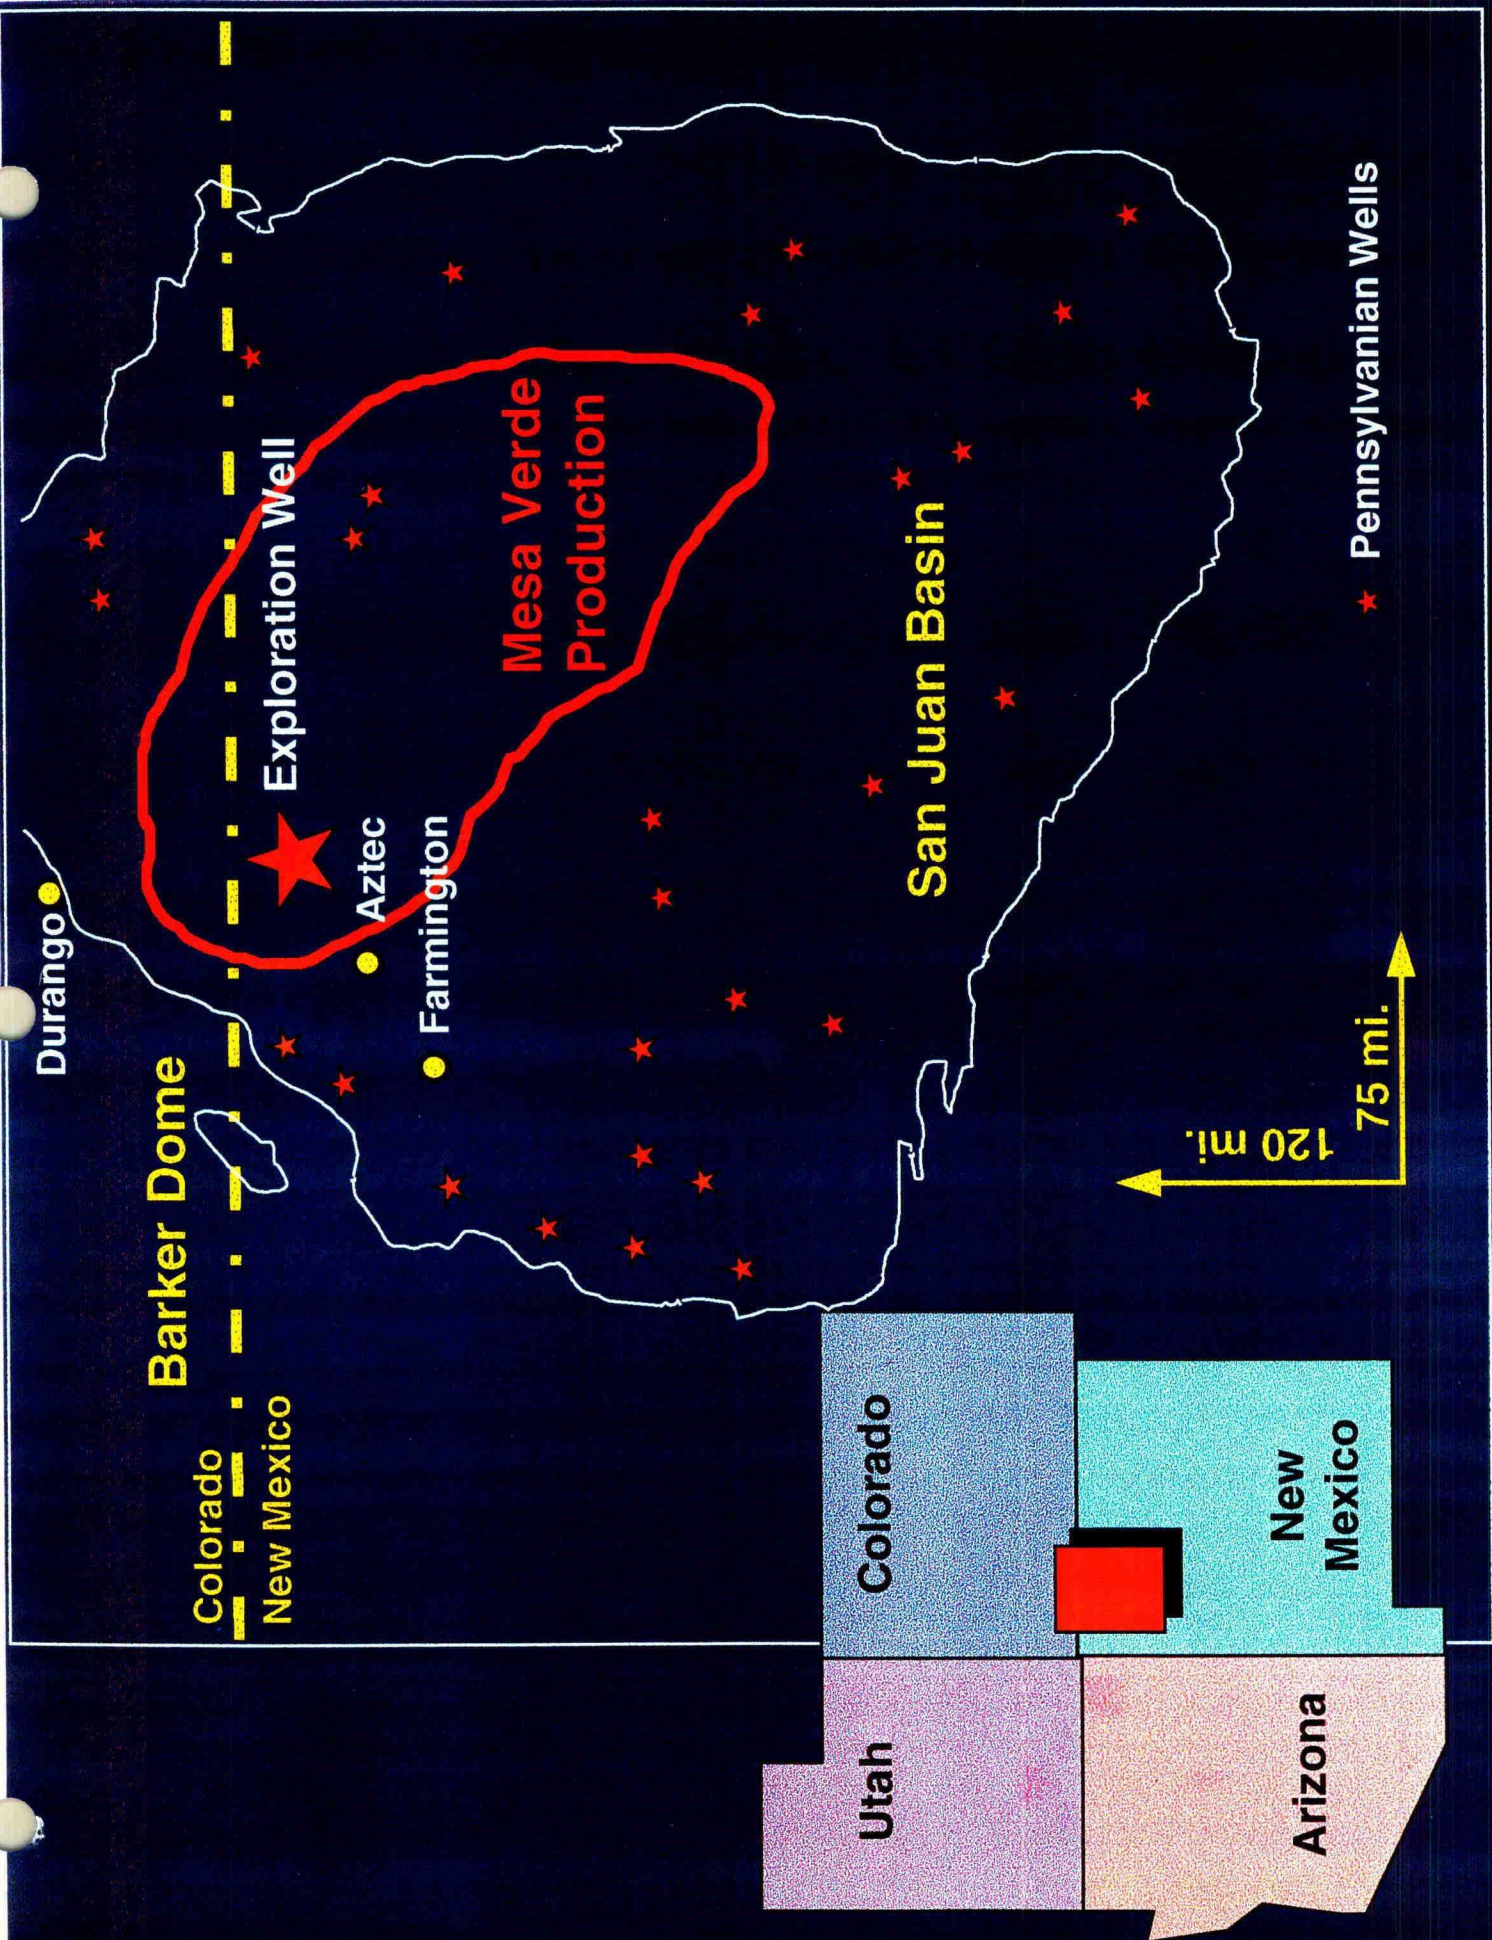 Durango
Barker Dome
Colorado
New Mexico
Exploration Well
Aztec
Farmington
Mesa Verde
Production
San Juan Basin
120 mi.
75 mi.
Pennsylvanian Wells
Utah
Colorado
Arizona
New
Mexico